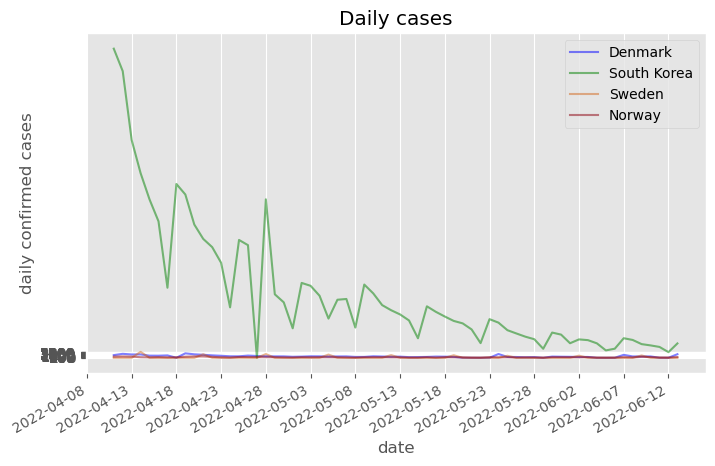 Daily cases
Denmark
South Korea
Sweden
Norway
daily confirmed cases
2022-04-08
2022-04-13
2022-04-18
2022-04-23
2022-04-28
2022-05-03
2022-05-08
2022-05-13
2022-05-18
2022-05-23
2022-05-28
2022-06-02
2022-06-07
2022-06-12
date